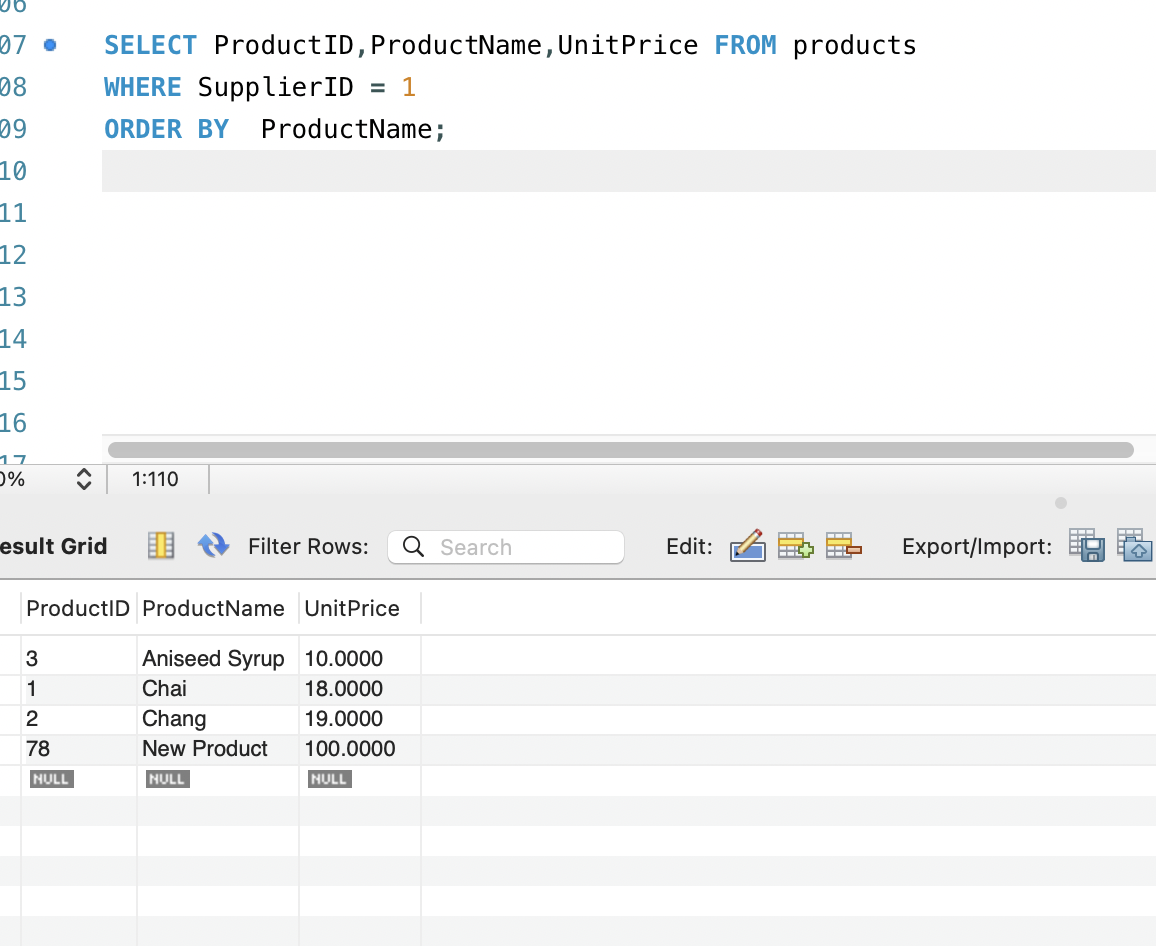 06
07 SELECT ProductID,ProductName,UnitPrice FROM products
08 WHERE SupplierID = 1
09 ORDER BY  ProductName;
10
11
12
13
14
15
16
17
0% 1:110
esult Grid Filter Rows: Search Edit: Export/Import:
ProductID ProductName UnitPrice
3 Aniseed Syrup 10.0000
1 Chai 18.0000
2 Chang 19.0000
78 New Product 100.0000
NULL NULL NULL